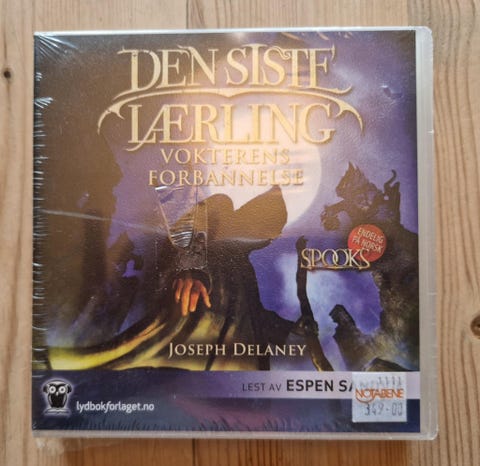 DEN SISTE
LÆRLING
VOKTERENS
FORBANNELSE
ENDELIG
PÅ NORSK
SPOOKS
JOSEPH DELANEY
LEST AV ESPEN
lydbokforlaget.no
1111
NOTABENE
349-00